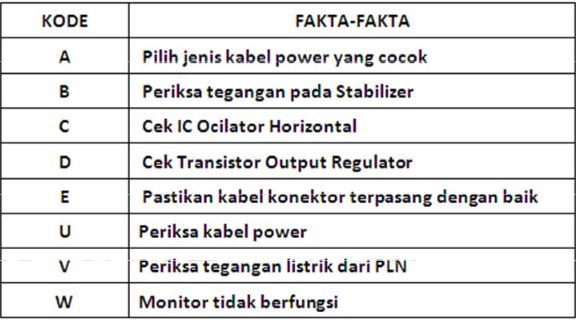 KODE FAKTA-FAKTA
A Pilih jenis kabel power yang cocok
B Periksa tegangan pada Stabilizer
C Cek IC Ocilator Horizontal
D Cek Transistor Output Regulator
E Pastikan kabel konektor terpasang dengan baik
U Periksa kabel power
V Periksa tegangan listrik dari PLN
W Monitor tidak berfungsi